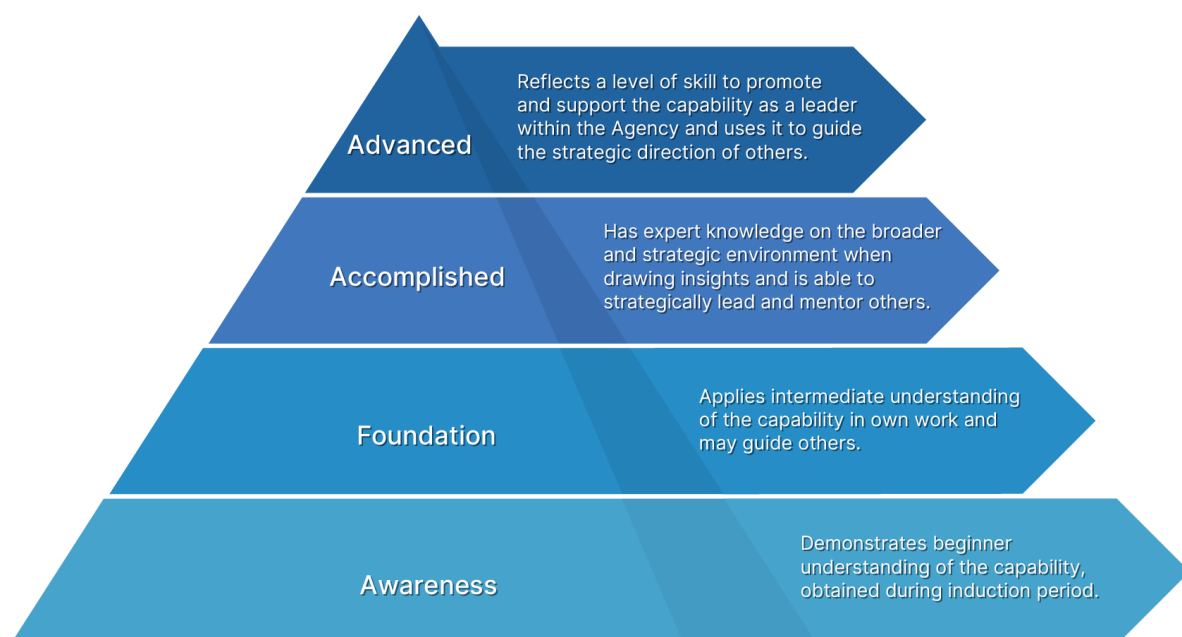 Advanced
Reflects a level of skill to promote
and support the capability as a leader
within the Agency and uses it to guide
the strategic direction of others.
Accomplished
Has expert knowledge on the broader
and strategic environment when
drawing insights and is able to
strategically lead and mentor others.
Foundation
Applies intermediate understanding
of the capability in own work and
may guide others.
Awareness
Demonstrates beginner
understanding of the capability,
obtained during induction period.